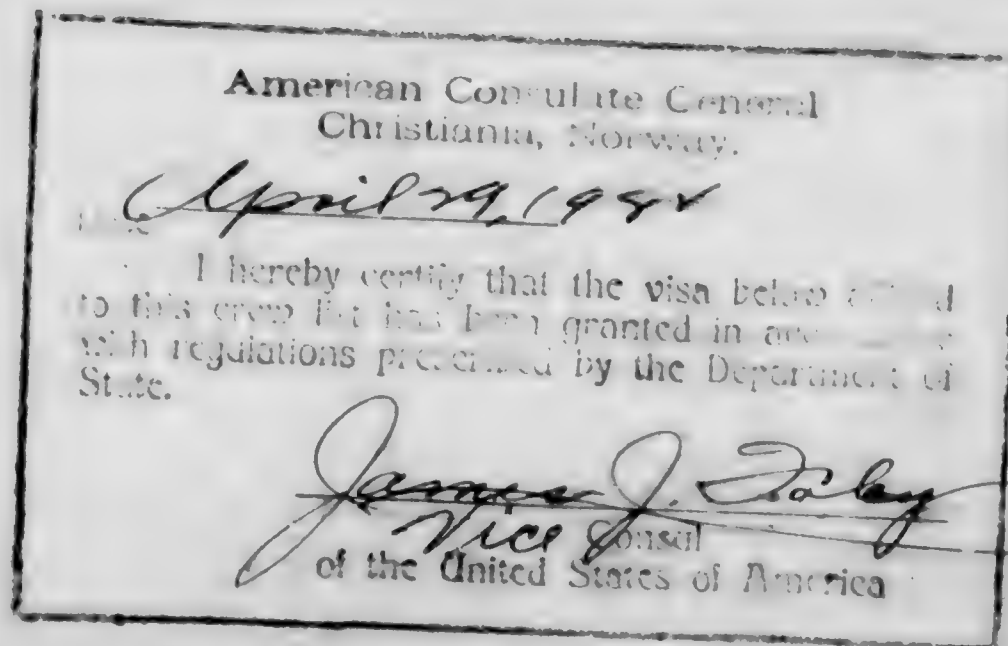 American Consulate General
Christiania, Norway.
April 29, 1924
I hereby certify that the visa below
to this crew list has been granted in
with regulations prescribed by the Department of
State.
James J.
Vice Consul
of the United States of America